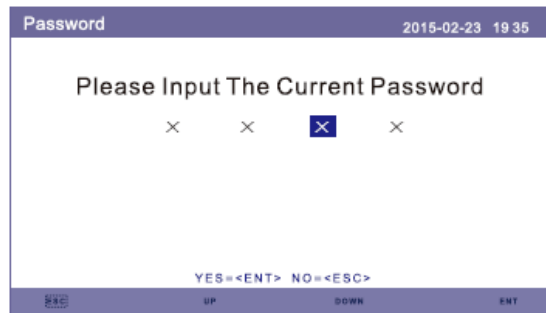 Password 2015-02-23 19 35
Please Input The Current Password
× × × ×
YES=<ENT> NO=<ESC>
ESC UP DOWN ENT